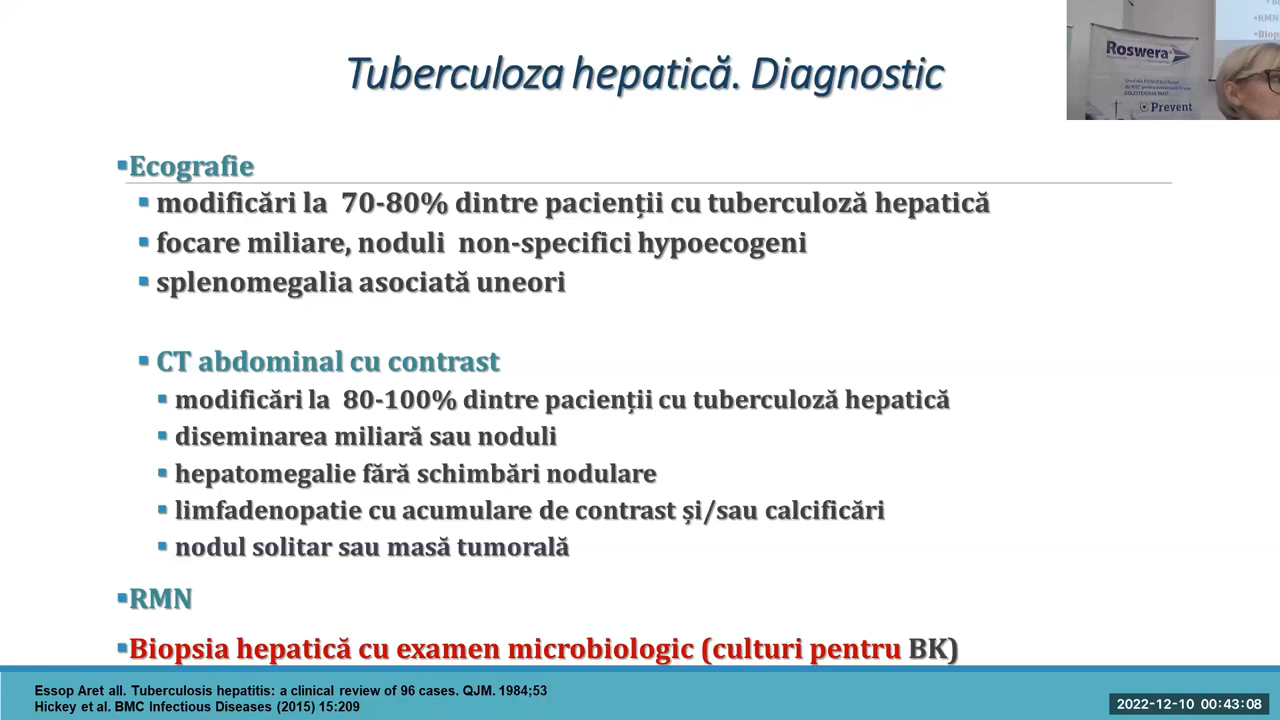 Tuberculoza hepatică. Diagnostic
Roswera
Prevent
RMN
Ecografie
modificări la 70-80% dintre pacienții cu tuberculoză hepatică
focare miliare, noduli non-specifici hypoecogeni
splenomegalia asociată uneori
CT abdominal cu contrast
modificări la 80-100% dintre pacienții cu tuberculoză hepatică
diseminarea miliară sau noduli
hepatomegalie fără schimbări nodulare
limfadenopatie cu acumulare de contrast și/sau calcificări
nodul solitar sau masă tumorală
RMN
Biopsia hepatică cu examen microbiologic (culturi pentru BK)
Essop Aret all. Tuberculosis hepatitis: a clinical review of 96 cases. QJM. 1984;53
Hickey et al. BMC Infectious Diseases (2015) 15:209
2022-12-10 00:43:08